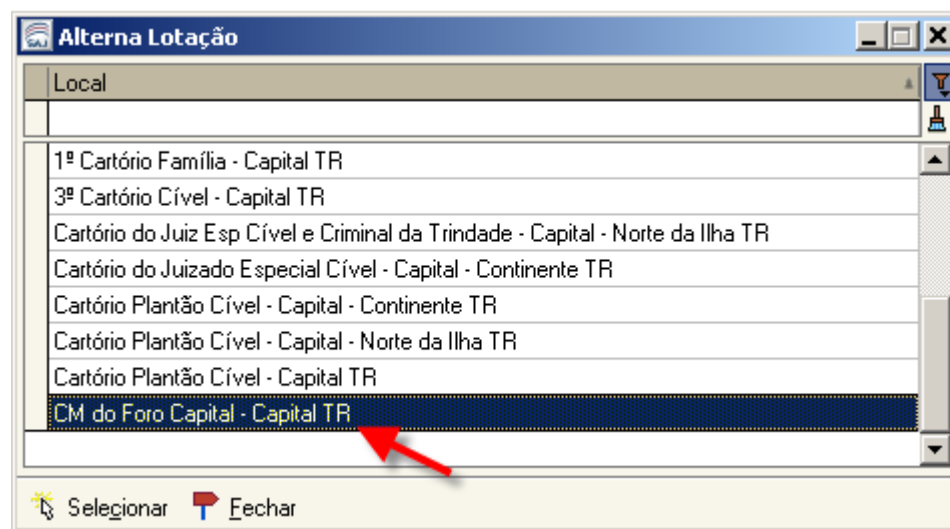 Alterna Lotação
Local
1º Cartório Família - Capital TR
3º Cartório Cível - Capital TR
Cartório do Juiz Esp Cível e Criminal da Trindade - Capital - Norte da Ilha TR
Cartório do Juizado Especial Cível - Capital - Continente TR
Cartório Plantão Cível - Capital - Continente TR
Cartório Plantão Cível - Capital - Norte da Ilha TR
Cartório Plantão Cível - Capital TR
CM do Foro Capital - Capital TR
Selecionar Fechar